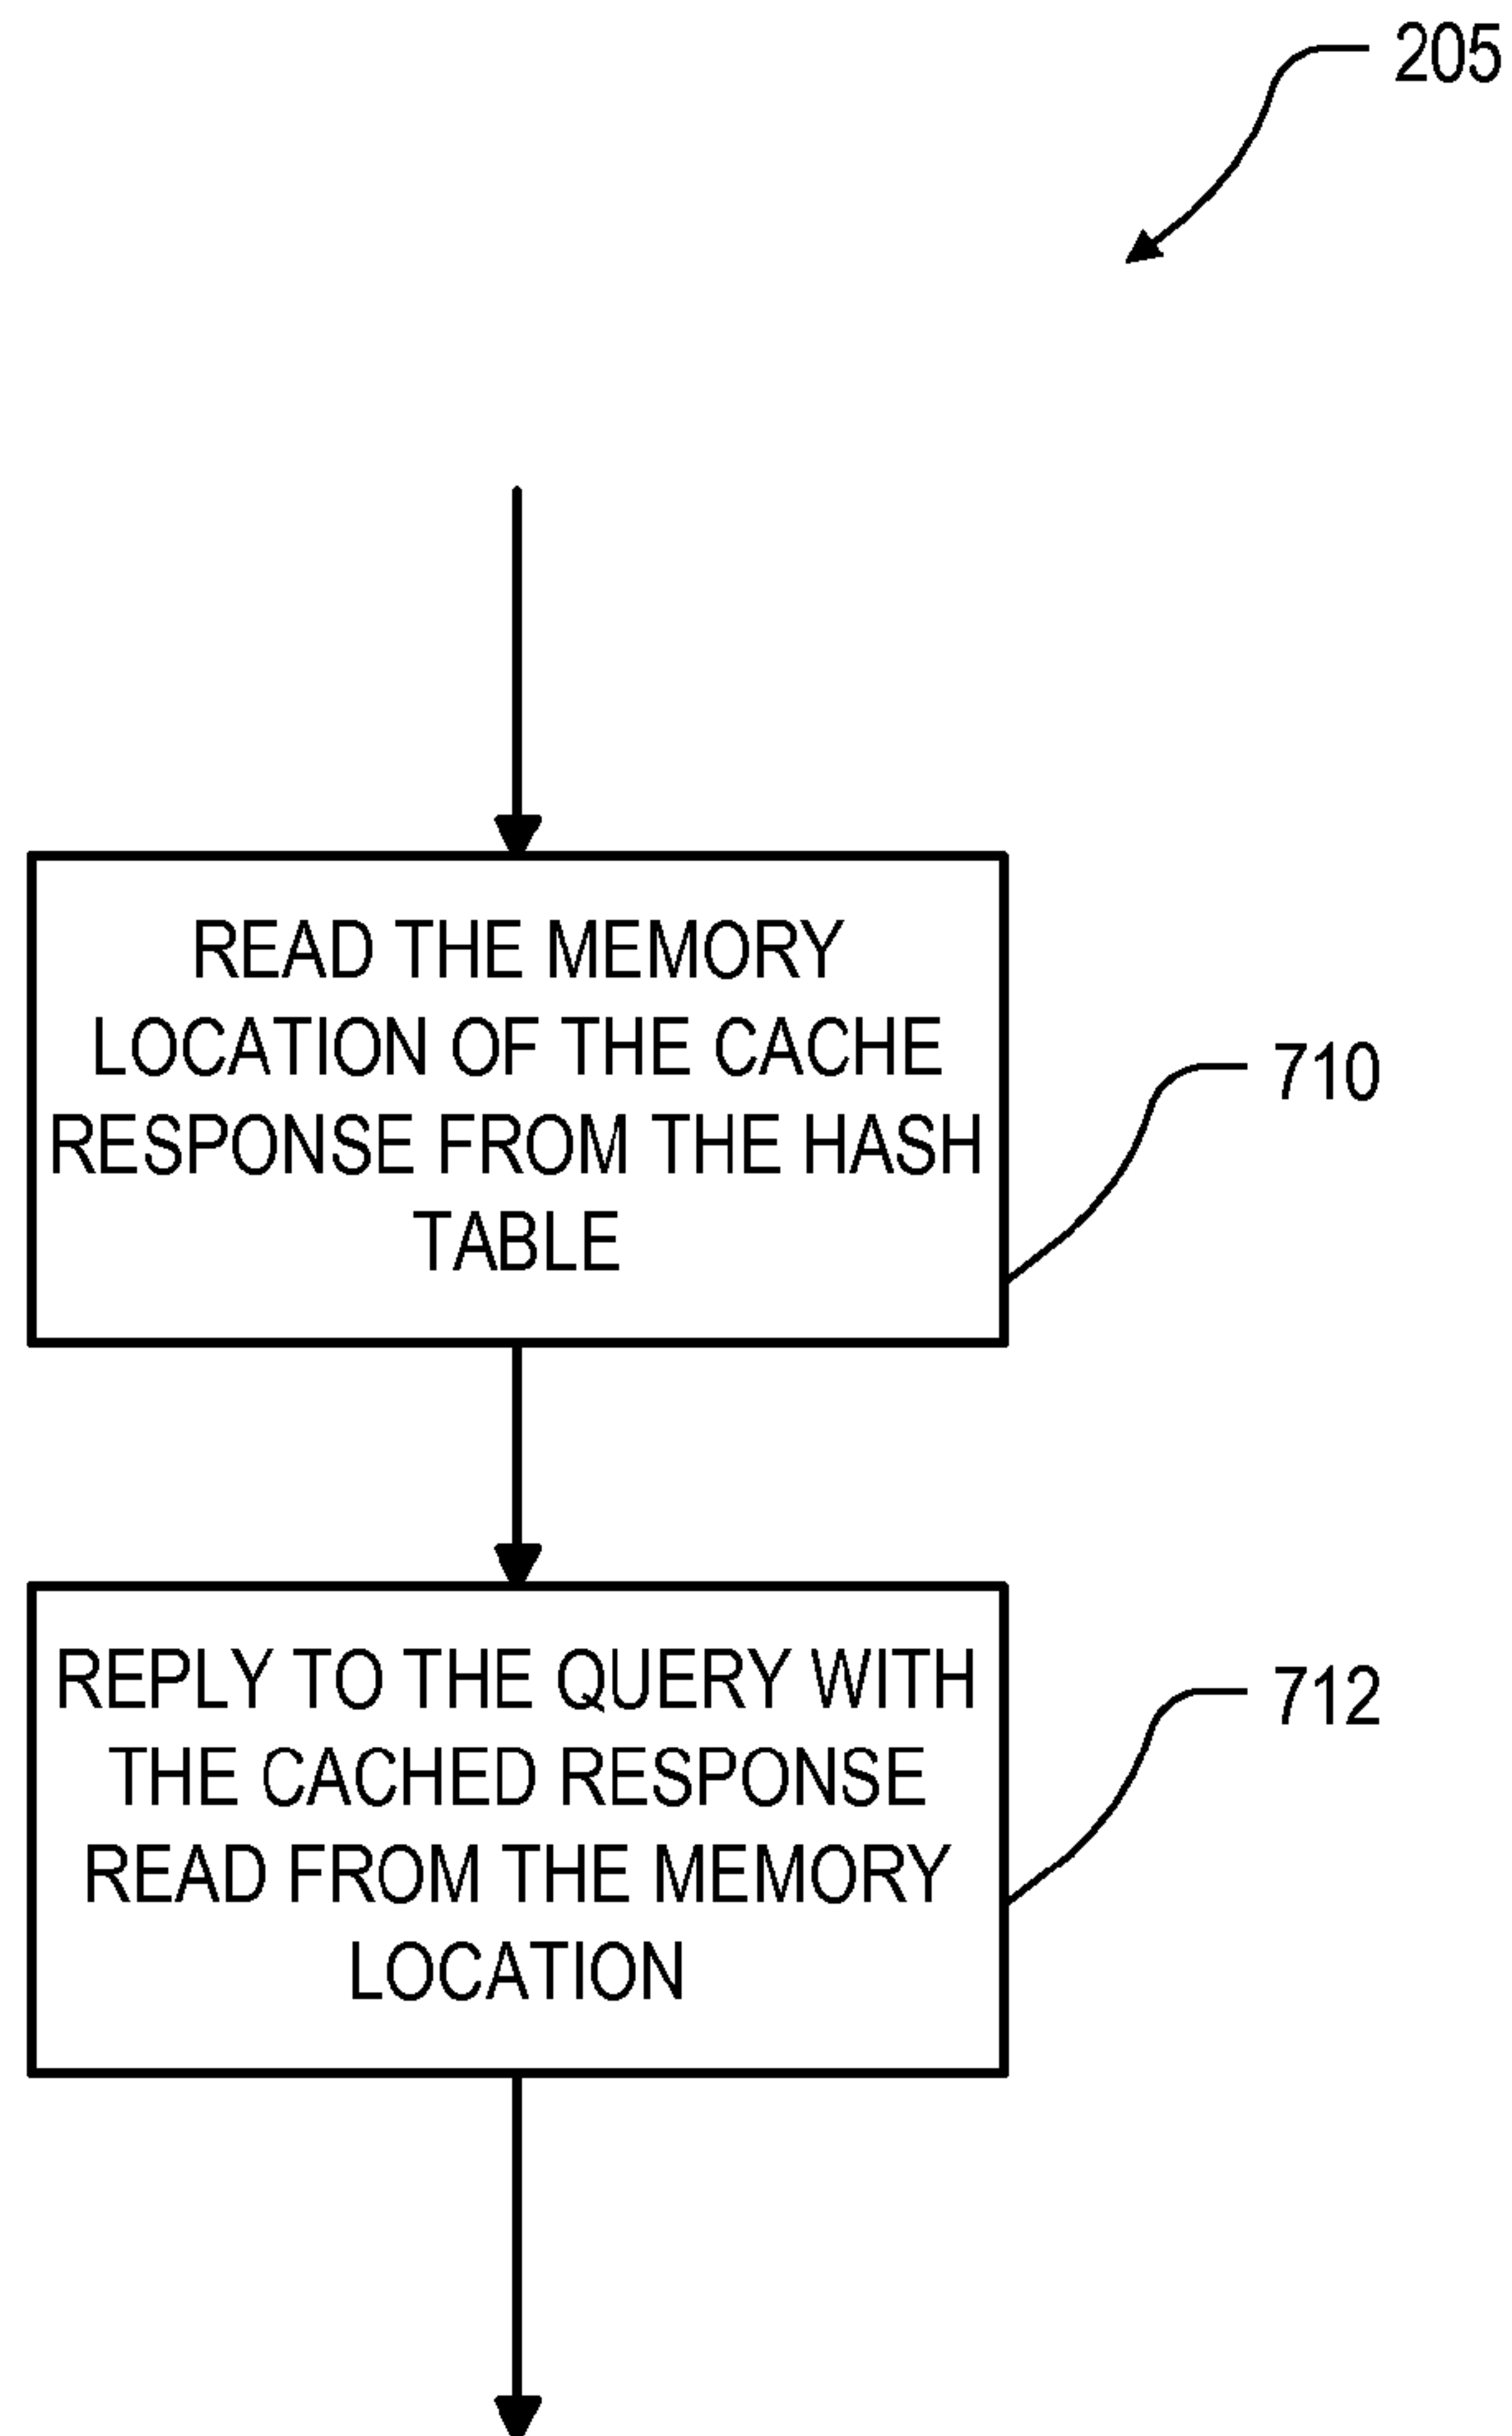 205
READ THE MEMORY
LOCATION OF THE CACHE
RESPONSE FROM THE HASH
TABLE
710
REPLY TO THE QUERY WITH
THE CACHED RESPONSE
READ FROM THE MEMORY
LOCATION
712